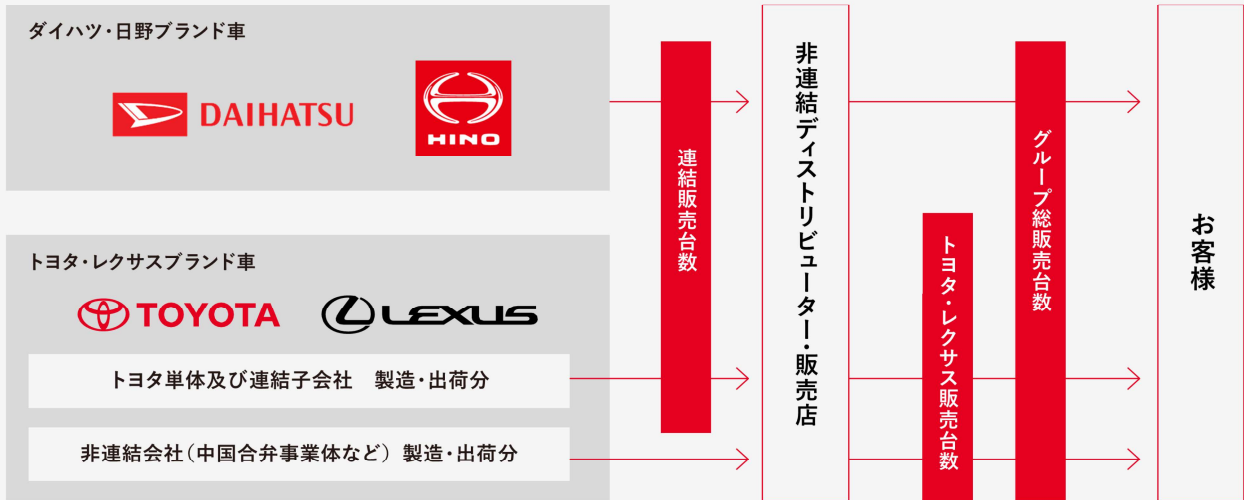 ダイハツ・日野ブランド車
DAIHATSU
HINO
トヨタ・レクサスブランド車
TOYOTA
LEXUS
トヨタ単体及び連結子会社　製造・出荷分
非連結会社（中国合弁事業体など）製造・出荷分
連結販売台数
非連結ディストリビューター・販売店
トヨタ・レクサス販売台数
グループ総販売台数
お客様